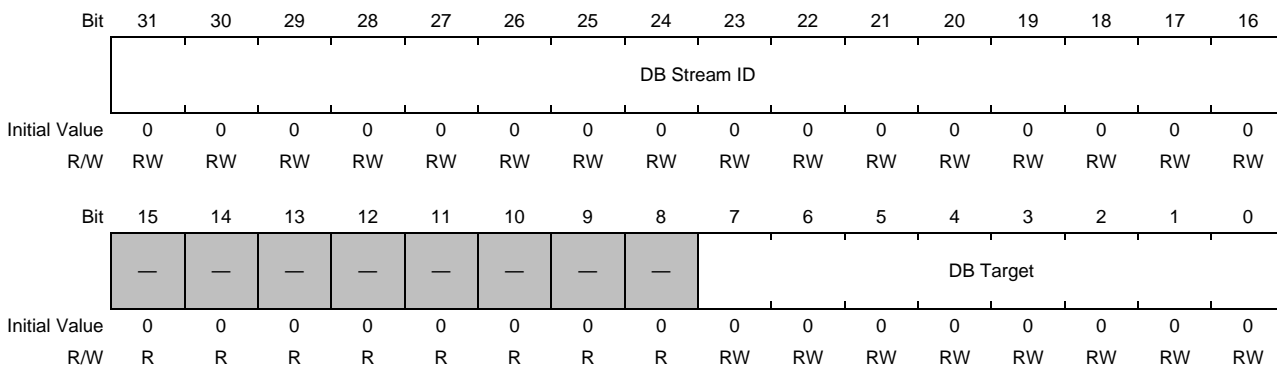 Bit 31 30 29 28 27 26 25 24 23 22 21 20 19 18 17 16
DB Stream ID
Initial Value 0 0 0 0 0 0 0 0 0 0 0 0 0 0 0 0
R/W RW RW RW RW RW RW RW RW RW RW RW RW RW RW RW RW
Bit 15 14 13 12 11 10 9 8 7 6 5 4 3 2 1 0
— — — — — — — — DB Target
Initial Value 0 0 0 0 0 0 0 0 0 0 0 0 0 0 0 0
R/W R R R R R R R R RW RW RW RW RW RW RW RW